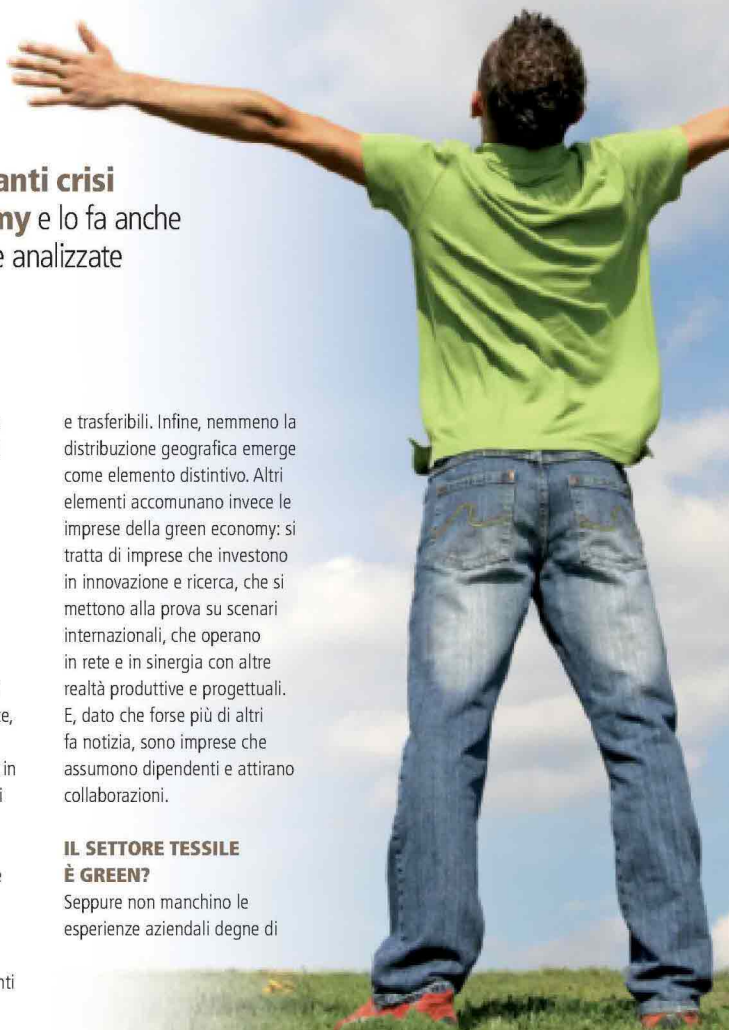 anti crisi
my e lo fa anche
e analizzate
e,
in
i
e
nti
e trasferibili. Infine, nemmeno la
distribuzione geografica emerge
come elemento distintivo. Altri
elementi accomunano invece le
imprese della green economy: si
tratta di imprese che investono
in innovazione e ricerca, che si
mettono alla prova su scenari
internazionali, che operano
in rete e in sinergia con altre
realtà produttive e progettuali.
E, dato che forse più di altri
fa notizia, sono imprese che
assumono dipendenti e attirano
collaborazioni.
IL SETTORE TESSILE
È GREEN?
Seppure non manchino le
esperienze aziendali degne di